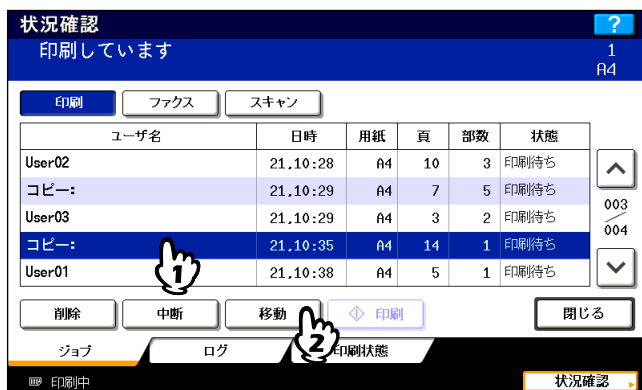 状況確認 ?
印刷しています 1
A4
印刷 ファクス スキャン
ユーザ名 日時 用紙 頁 部数 状態
User02 21,10:28 A4 10 3 印刷待ち
コピー: 21,10:29 A4 7 5 印刷待ち
User03 21,10:29 A4 3 2 印刷待ち
コピー: 21,10:35 A4 14 1 印刷待ち
User01 21,10:38 A4 5 1 印刷待ち
003
004
1
削除 中断 移動 印刷 閉じる
2
ジョブ ログ 印刷状態
印刷中 状況確認